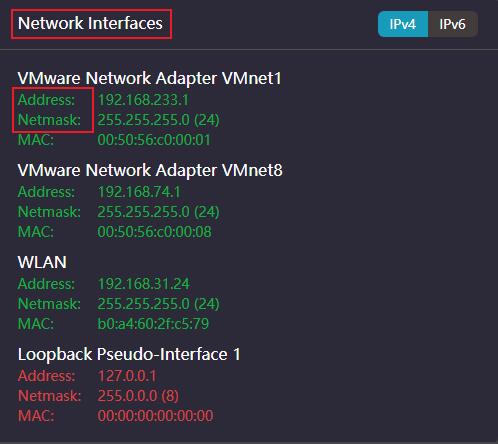 Network Interfaces
IPv4 IPv6
VMware Network Adapter VMnet1
Address: 192.168.233.1
Netmask: 255.255.255.0 (24)
MAC: 00:50:56:c0:00:01
VMware Network Adapter VMnet8
Address: 192.168.74.1
Netmask: 255.255.255.0 (24)
MAC: 00:50:56:c0:00:08
WLAN
Address: 192.168.31.24
Netmask: 255.255.255.0 (24)
MAC: b0:a4:60:2f:c5:79
Loopback Pseudo-Interface 1
Address: 127.0.0.1
Netmask: 255.0.0.0 (8)
MAC: 00:00:00:00:00:00